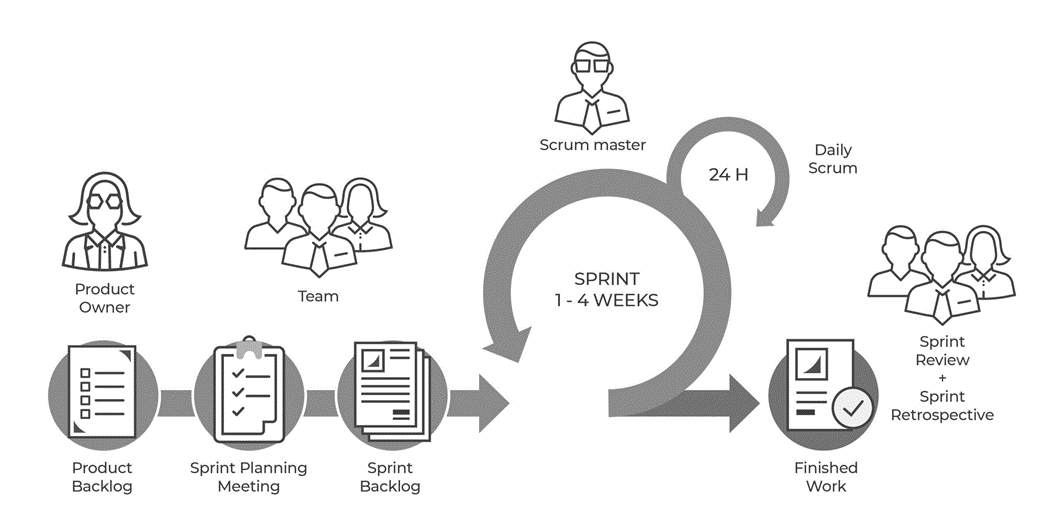 Scrum master
24 H
Daily
Scrum
Product
Owner
Team
SPRINT
1 - 4 WEEKS
Sprint
Review
+
Sprint
Retrospective
Product
Backlog
Sprint Planning
Meeting
Sprint
Backlog
Finished
Work